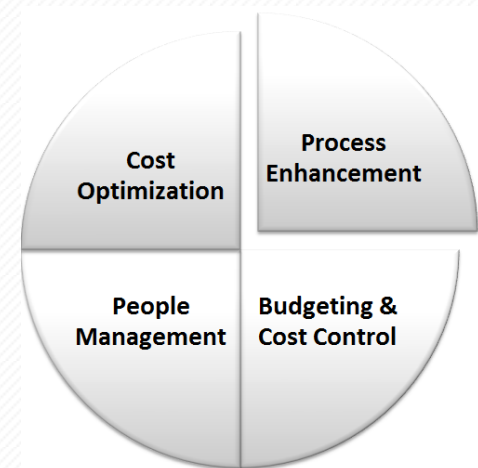 Cost
Optimization
Process
Enhancement
People
Management
Budgeting &
Cost Control